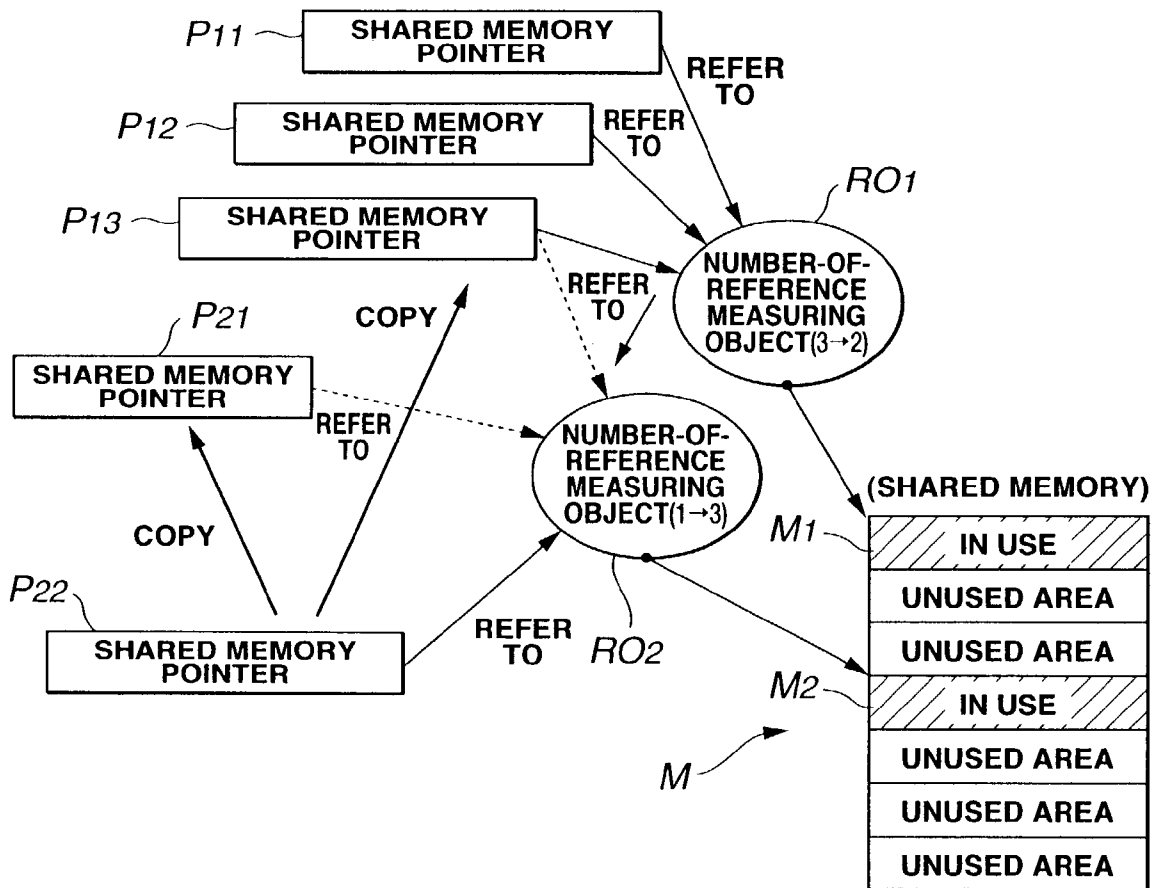 P11
SHARED MEMORY
POINTER
REFER
TO
P12
SHARED MEMORY
POINTER
REFER
TO
P13
SHARED MEMORY
POINTER
REFER
TO
RO1
NUMBER-OF-
REFERENCE
MEASURING
OBJECT(3→2)
COPY
P21
SHARED MEMORY
POINTER
REFER
TO
NUMBER-OF-
REFERENCE
MEASURING
OBJECT(1→3)
COPY
P22
SHARED MEMORY
POINTER
REFER
TO
RO2
(SHARED MEMORY)
M1
IN USE
UNUSED AREA
UNUSED AREA
M2
IN USE
UNUSED AREA
M
UNUSED AREA
UNUSED AREA